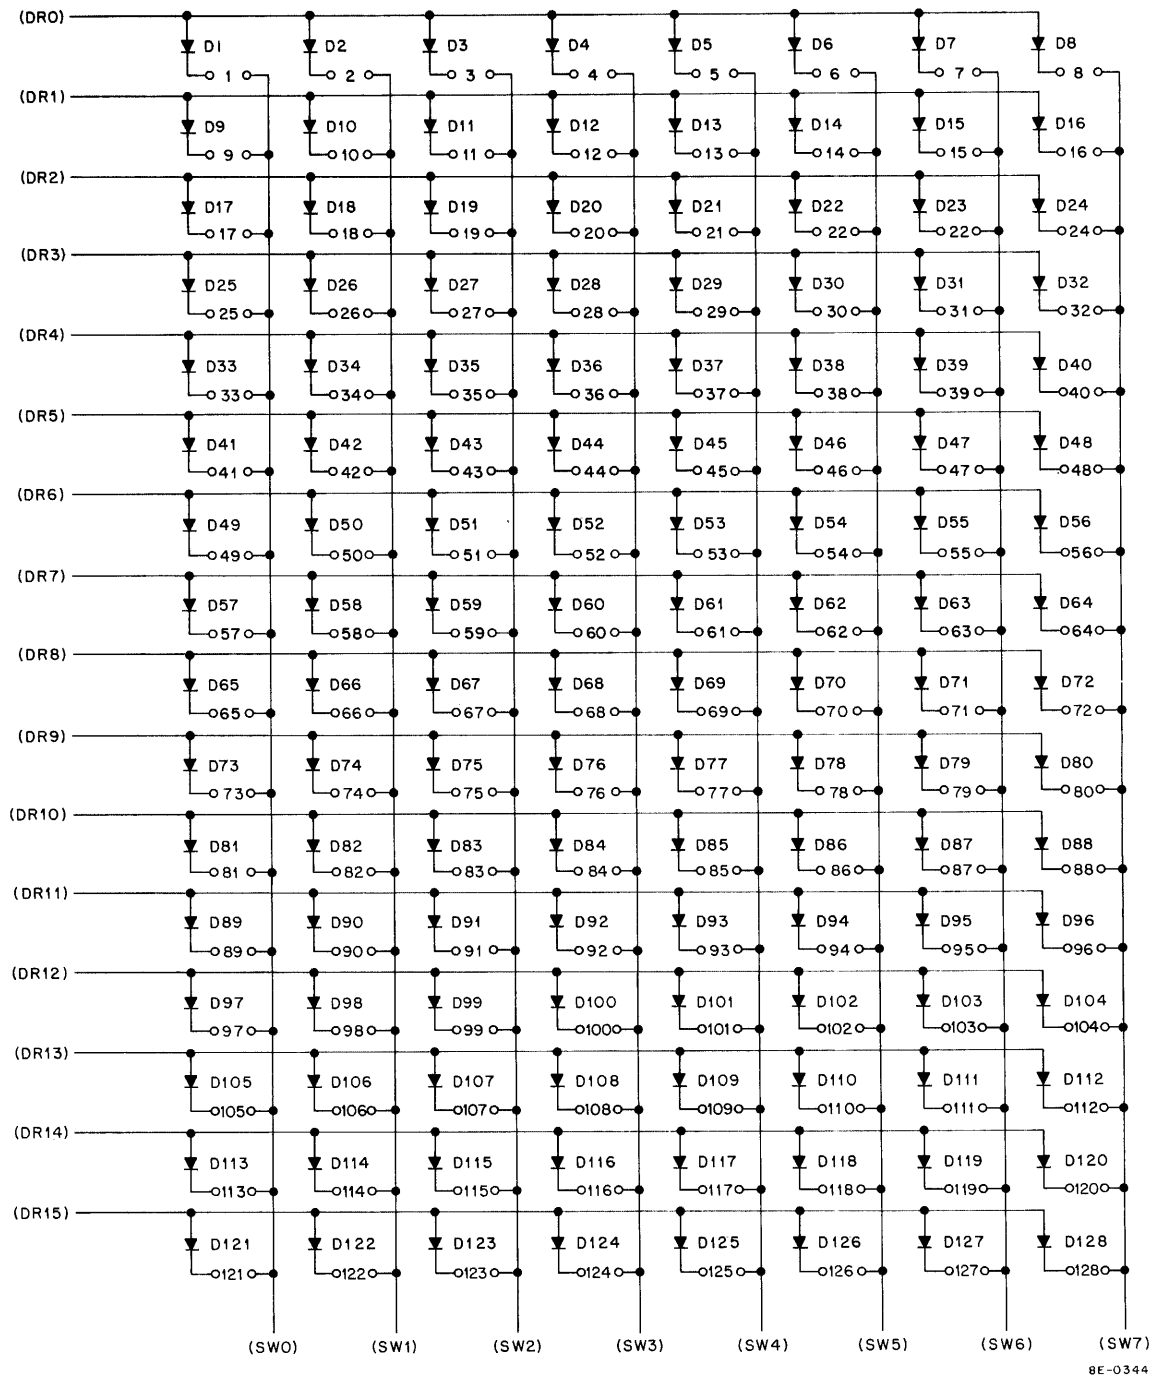 (DR0)
D1 D2 D3 D4 D5 D6 D7 D8
1 2 3 4 5 6 7 8
(DR1)
D9 D10 D11 D12 D13 D14 D15 D16
9 10 11 12 13 14 15 16
(DR2)
D17 D18 D19 D20 D21 D22 D23 D24
17 18 19 20 21 22 22 24
(DR3)
D25 D26 D27 D28 D29 D30 D31 D32
25 26 27 28 29 30 31 32
(DR4)
D33 D34 D35 D36 D37 D38 D39 D40
33 34 35 36 37 38 39 40
(DR5)
D41 D42 D43 D44 D45 D46 D47 D48
41 42 43 44 45 46 47 48
(DR6)
D49 D50 D51 D52 D53 D54 D55 D56
49 50 51 52 53 54 55 56
(DR7)
D57 D58 D59 D60 D61 D62 D63 D64
57 58 59 60 61 62 63 64
(DR8)
D65 D66 D67 D68 D69 D70 D71 D72
65 66 67 68 69 70 71 72
(DR9)
D73 D74 D75 D76 D77 D78 D79 D80
73 74 75 76 77 78 79 80
(DR10)
D81 D82 D83 D84 D85 D86 D87 D88
81 82 83 84 85 86 87 88
(DR11)
D89 D90 D91 D92 D93 D94 D95 D96
89 90 91 92 93 94 95 96
(DR12)
D97 D98 D99 D100 D101 D102 D103 D104
97 98 99 100 101 102 103 104
(DR13)
D105 D106 D107 D108 D109 D110 D111 D112
105 106 107 108 109 110 111 112
(DR14)
D113 D114 D115 D116 D117 D118 D119 D120
113 114 115 116 117 118 119 120
(DR15)
D121 D122 D123 D124 D125 D126 D127 D128
121 122 123 124 125 126 127 128
(SW0) (SW1) (SW2) (SW3) (SW4) (SW5) (SW6) (SW7)
8E-0344